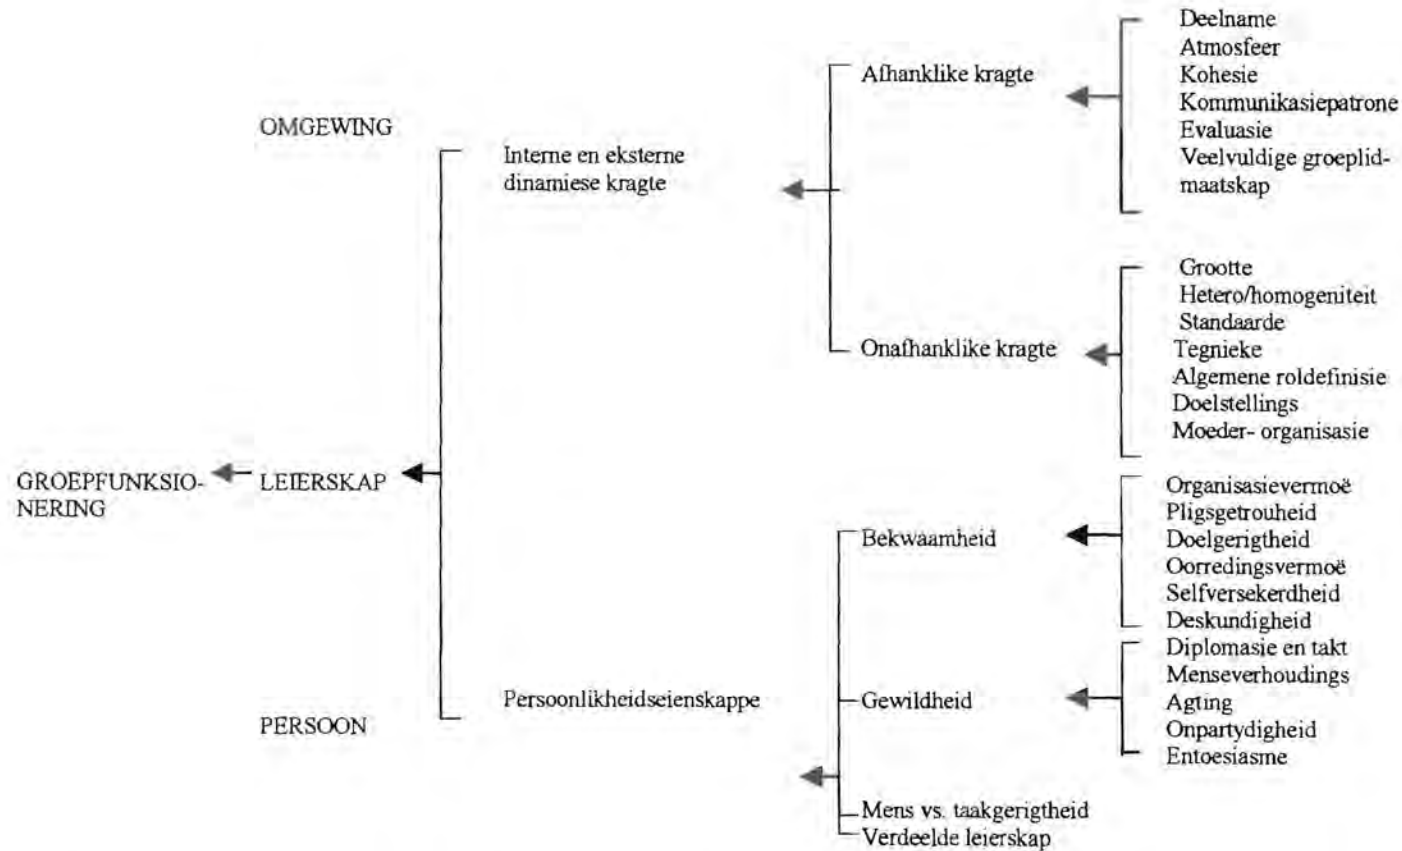 Deelname
Atmosfeer
Kohesie
Kommunikasiepatrone
Evaluasie
Veelvuldige groeplid-
maatskap
Afhanklike kragte
OMGEWING
Interne en eksterne
dinamiese kragte
Grootte
Hetero/homogeniteit
Standaarde
Tegnieke
Algemene roldefinisie
Doelstellings
Moeder- organisasie
Onafhanklike kragte
GROEPFUNKSIO-
NERING
LEIERSKAP
Organisasievermoë
Pligsgetrouheid
Doelgerigtheid
Oorredingsvermoë
Selfversekerdheid
Deskundigheid
Bekwaamheid
Diplomasie en takt
Menseverhoudings
Agting
Onpartydigheid
Entoesiasme
Gewildheid
Persoonlikheidseienskappe
PERSOON
Mens vs. taakgerigtheid
Verdeelde leierskap